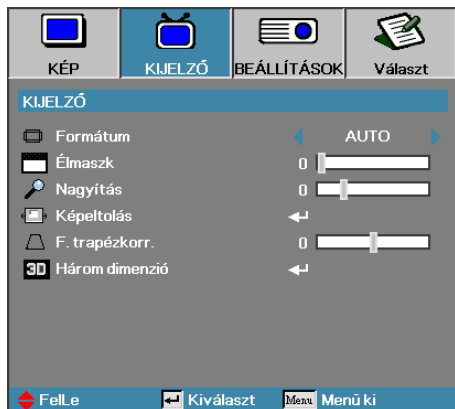 KÉP KIJELZŐ BEÁLLÍTÁSOK Választ
KIJELZŐ
Formátum AUTO
Élmaszk 0
Nagyítás 0
Képeltolás
F. trapézkorr. 0
3D Három dimenzió
FelLe Kiválaszt Menu Menü ki